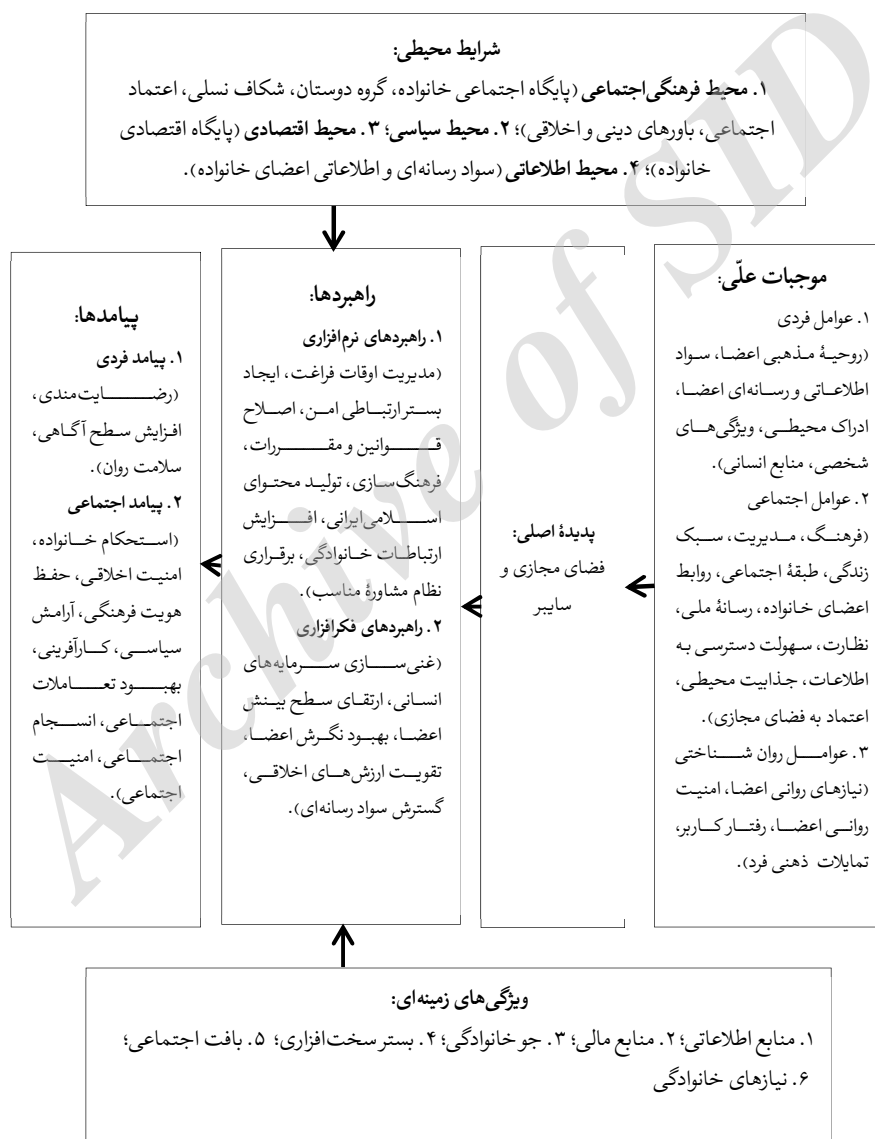 شرایط محیطی:
۱. محیط فرهنگی‌اجتماعی (پایگاه اجتماعی خانواده، گروه دوستان، شکاف نسلی، اعتماد
اجتماعی، باورهای دینی و اخلاقی)؛ ۲. محیط سیاسی؛ ۳. محیط اقتصادی (پایگاه اقتصادی
خانواده)؛ ۴. محیط اطلاعاتی (سواد رسانه‌ای و اطلاعاتی اعضای خانواده).
موجبات علّی:
۱. عوامل فردی
(روحیۀ مذهبی اعضا، سواد
اطلاعاتی و رسانه‌ای اعضا،
ادراک محیطی، ویژگی‌های
شخصی، منابع انسانی).
۲. عوامل اجتماعی
(فرهنگ، مدیریت، سبک
زندگی، طبقۀ اجتماعی، روابط
اعضای خانواده، رسانۀ ملی،
نظارت، سهولت دسترسی به
اطلاعات، جذابیت محیطی،
اعتماد به فضای مجازی).
۳. عوامل روان شناختی
(نیازهای روانی اعضا، امنیت
روانی اعضا، رفتار کاربر،
تمایلات ذهنی فرد).
پدیدۀ اصلی:
فضای مجازی و
سایبر
راهبردها:
۱. راهبردهای نرم‌افزاری
(مدیریت اوقات فراغت، ایجاد
بستر ارتباطی امن، اصلاح
قوانین و مقررات،
فرهنگ‌سازی، تولید محتوای
اسلامی‌ایرانی، افزایش
ارتباطات خانوادگی، برقراری
نظام مشاورۀ مناسب).
۲. راهبردهای فکرافزاری
(غنی‌سازی سرمایه‌های
انسانی، ارتقای سطح بینش
اعضا، بهبود نگرش اعضا،
تقویت ارزش‌های اخلاقی،
گسترش سواد رسانه‌ای).
پیامدها:
۱. پیامد فردی
(رضایت‌مندی،
افزایش سطح آگاهی،
سلامت روان).
۲. پیامد اجتماعی
(استحکام خانواده،
امنیت اخلاقی، حفظ
هویت فرهنگی، آرامش
سیاسی، کارآفرینی،
بهبود تعاملات
اجتماعی، انسجام
اجتماعی، امنیت
اجتماعی).
ویژگی‌های زمینه‌ای:
۱. منابع اطلاعاتی؛ ۲. منابع مالی؛ ۳. جو خانوادگی؛ ۴. بستر سخت‌افزاری؛ ۵. بافت اجتماعی؛
۶. نیازهای خانوادگی
Archive of SID